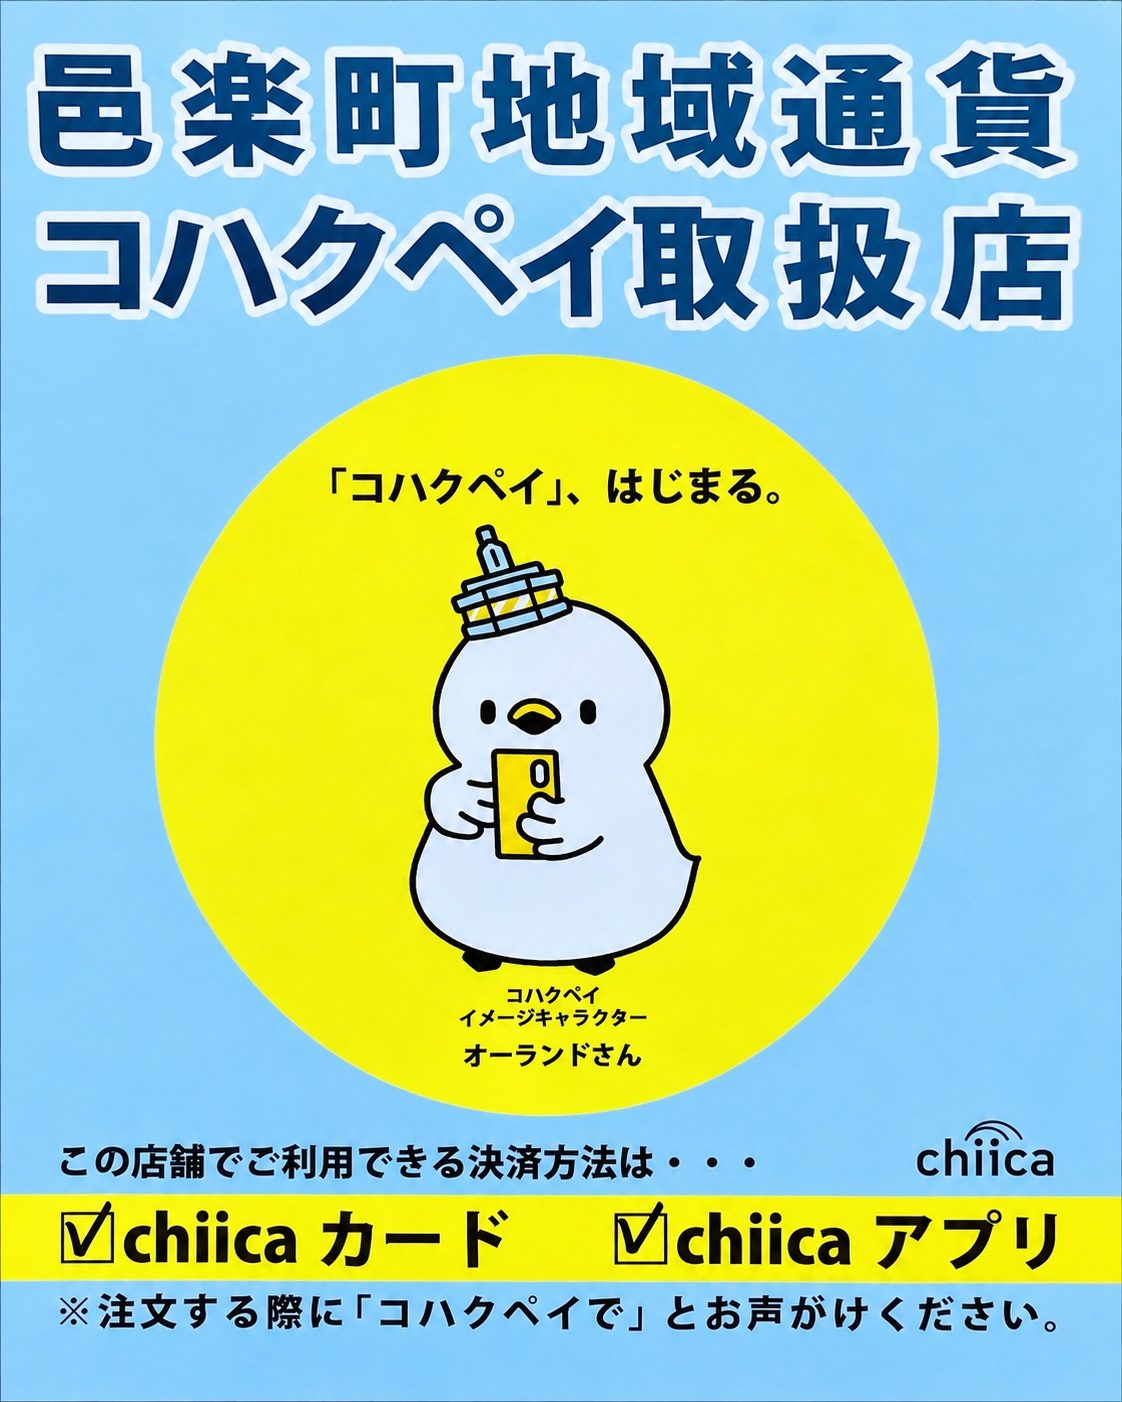 邑楽町地域通貨
コハクペイ取扱店
「コハクペイ」、はじまる。
コハクペイ
イメージキャラクター
オーランドさん
この店舗でご利用できる決済方法は・・・
chiica
☑chiica カード ☑chiica アプリ
※注文する際に「コハクペイで」とお声がけください。